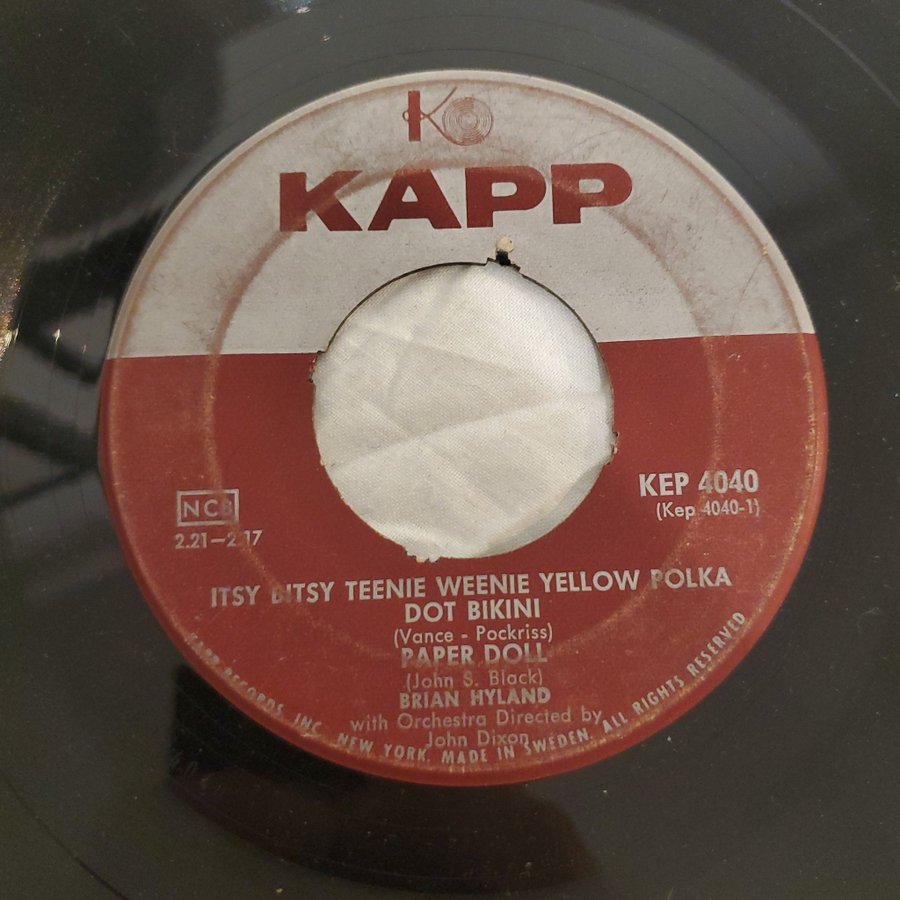 K
KAPP
NCB
2.21—2.17
KEP 4040
(Kep 4040-1)
ITSY BITSY TEENIE WEENIE YELLOW POLKA
DOT BIKINI
(Vance - Pockriss)
PAPER DOLL
(John S. Black)
BRIAN HYLAND
with Orchestra Directed by
John Dixon
KAPP RECORDS, INC. NEW YORK. MADE IN SWEDEN. ALL RIGHTS RESERVED